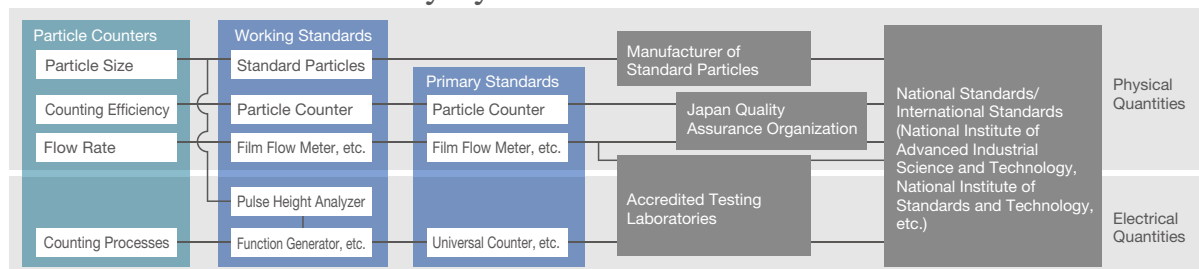 Particle Counters
Particle Size
Counting Efficiency
Flow Rate
Counting Processes
Working Standards
Standard Particles
Particle Counter
Film Flow Meter, etc.
Pulse Height Analyzer
Function Generator, etc.
Primary Standards
Particle Counter
Film Flow Meter, etc.
Universal Counter, etc.
Manufacturer of
Standard Particles
Japan Quality
Assurance Organization
Accredited Testing
Laboratories
National Standards/
International Standards
(National Institute of
Advanced Industrial
Science and Technology,
National Institute of
Standards and Technology,
etc.)
Physical
Quantities
Electrical
Quantities